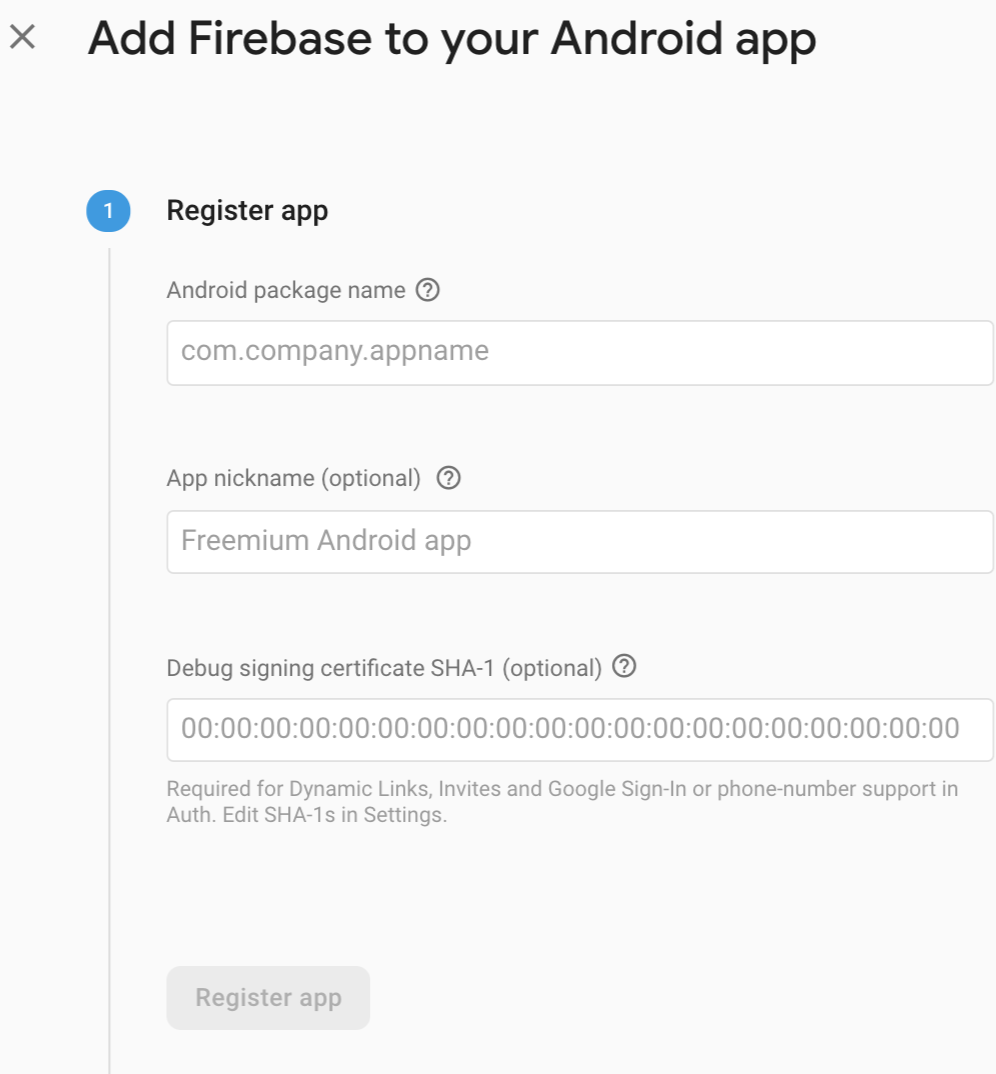 Add Firebase to your Android app
1
Register app
Android package name
com.company.appname
App nickname (optional)
Freemium Android app
Debug signing certificate SHA-1 (optional)
00:00:00:00:00:00:00:00:00:00:00:00:00:00:00:00:00:00:00:00
Required for Dynamic Links, Invites and Google Sign-In or phone-number support in
Auth. Edit SHA-1s in Settings.
Register app